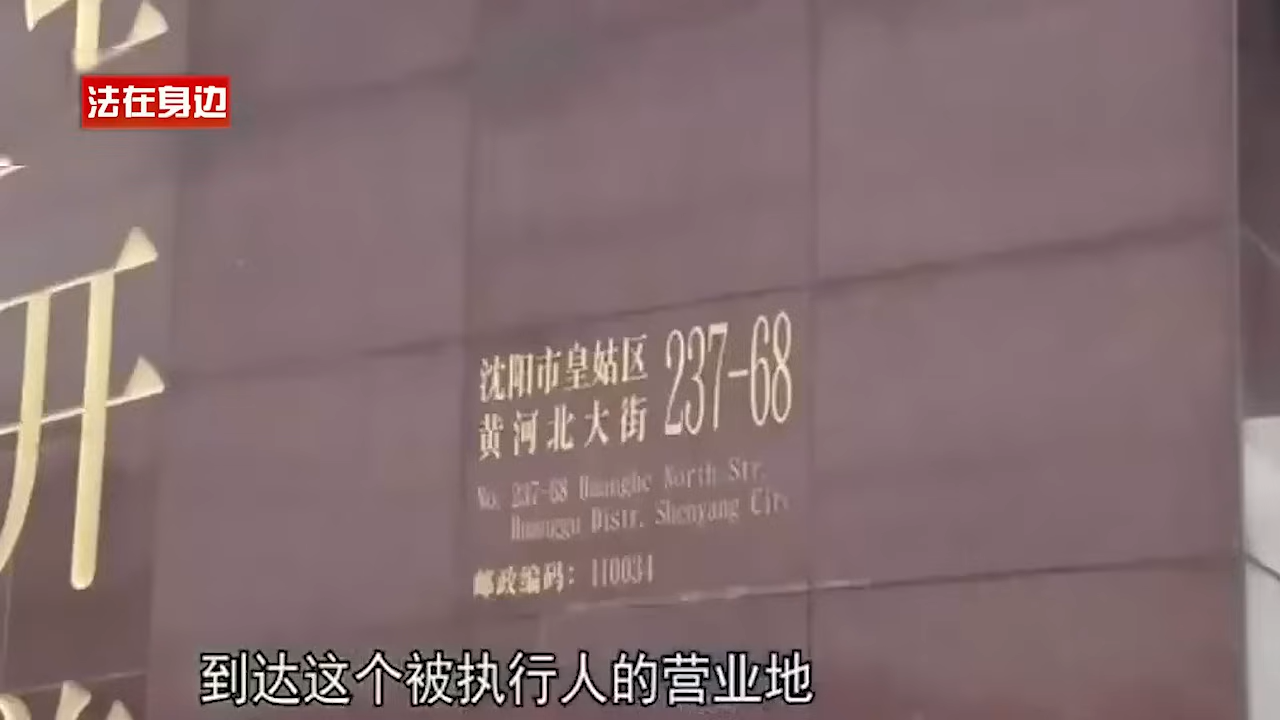 法在身边
开
沈阳市皇姑区
黄河北大街
237-68
No. 237-68 Huanghe North Str.
Huanggu Distr. Shenyang City.
邮政编码：110034
到达这个被执行人的营业地